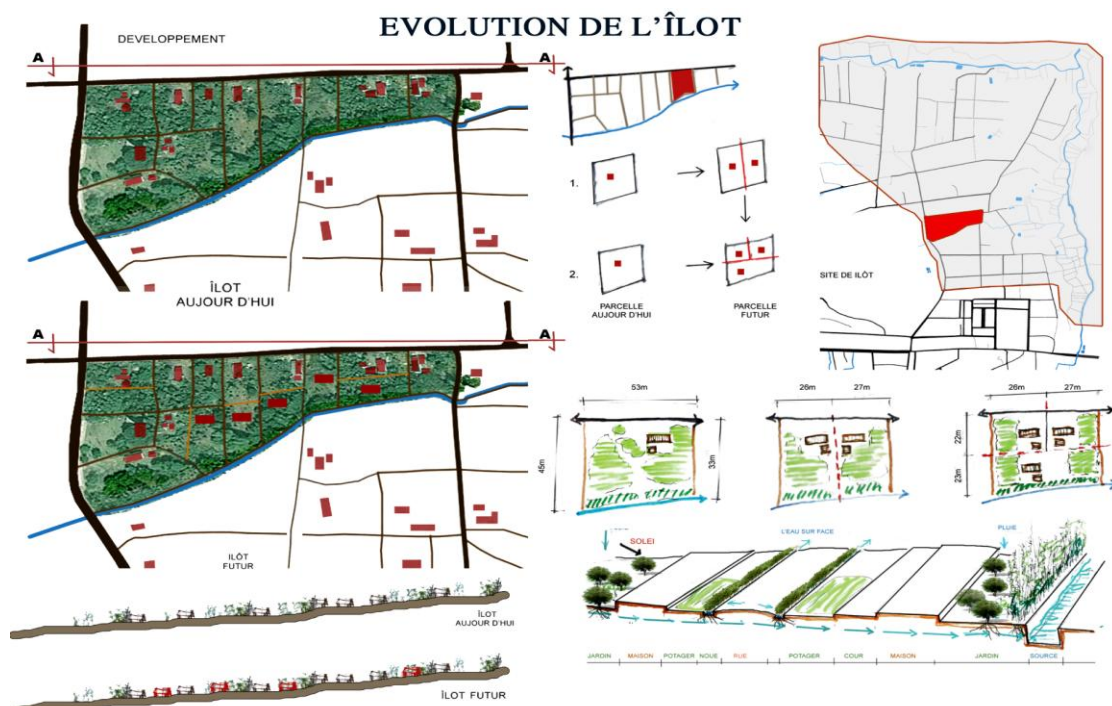 EVOLUTION DE L'ÎLOT
DEVELOPPEMENT
A
A
ÎLOT
AUJOUR D'HUI
A
A
ILÔT
FUTUR
ÎLOT
AUJOUR D'HUI
ÎLOT FUTUR
1.
2.
PARCELLE
AUJOUR D'HUI
PARCELLE
FUTUR
SITE DE ILÔT
53m
45m
33m
26m
27m
26m
27m
22m
23m
SOLEI
L'EAU SUR FACE
PLUIE
JARDIN
MAISON
POTAGER
NOUE
RUE
POTAGER
COUR
MAISON
JARDIN
SOURCE